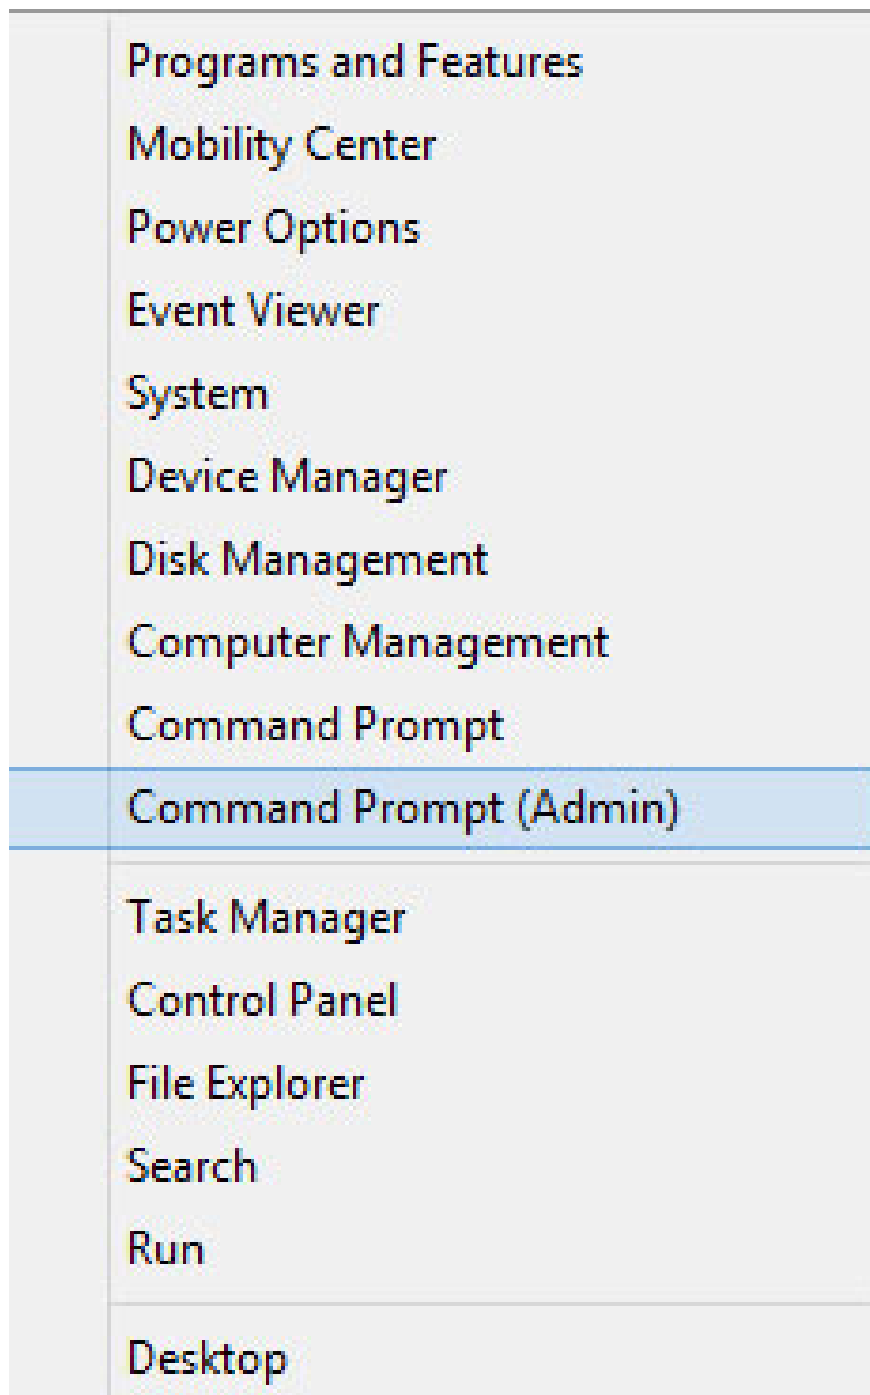 Programs and Features
Mobility Center
Power Options
Event Viewer
System
Device Manager
Disk Management
Computer Management
Command Prompt
Command Prompt (Admin)
Task Manager
Control Panel
File Explorer
Search
Run
Desktop